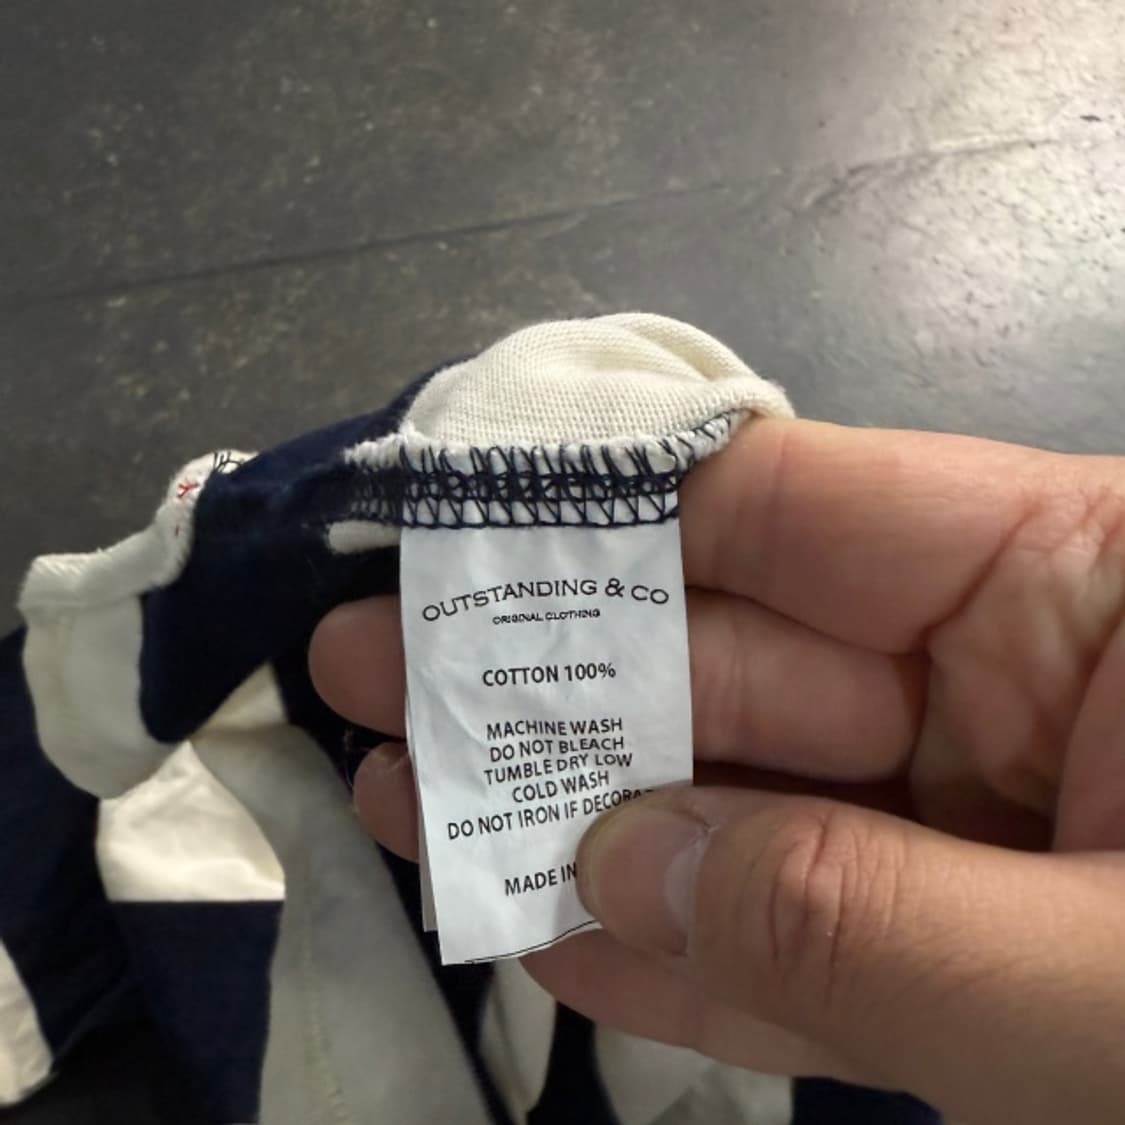 OUTSTANDING & CO
ORIGINAL CLOTHING
COTTON 100%
MACHINE WASH
DO NOT BLEACH
TUMBLE DRY LOW
COLD WASH
DO NOT IRON IF
MADE IN